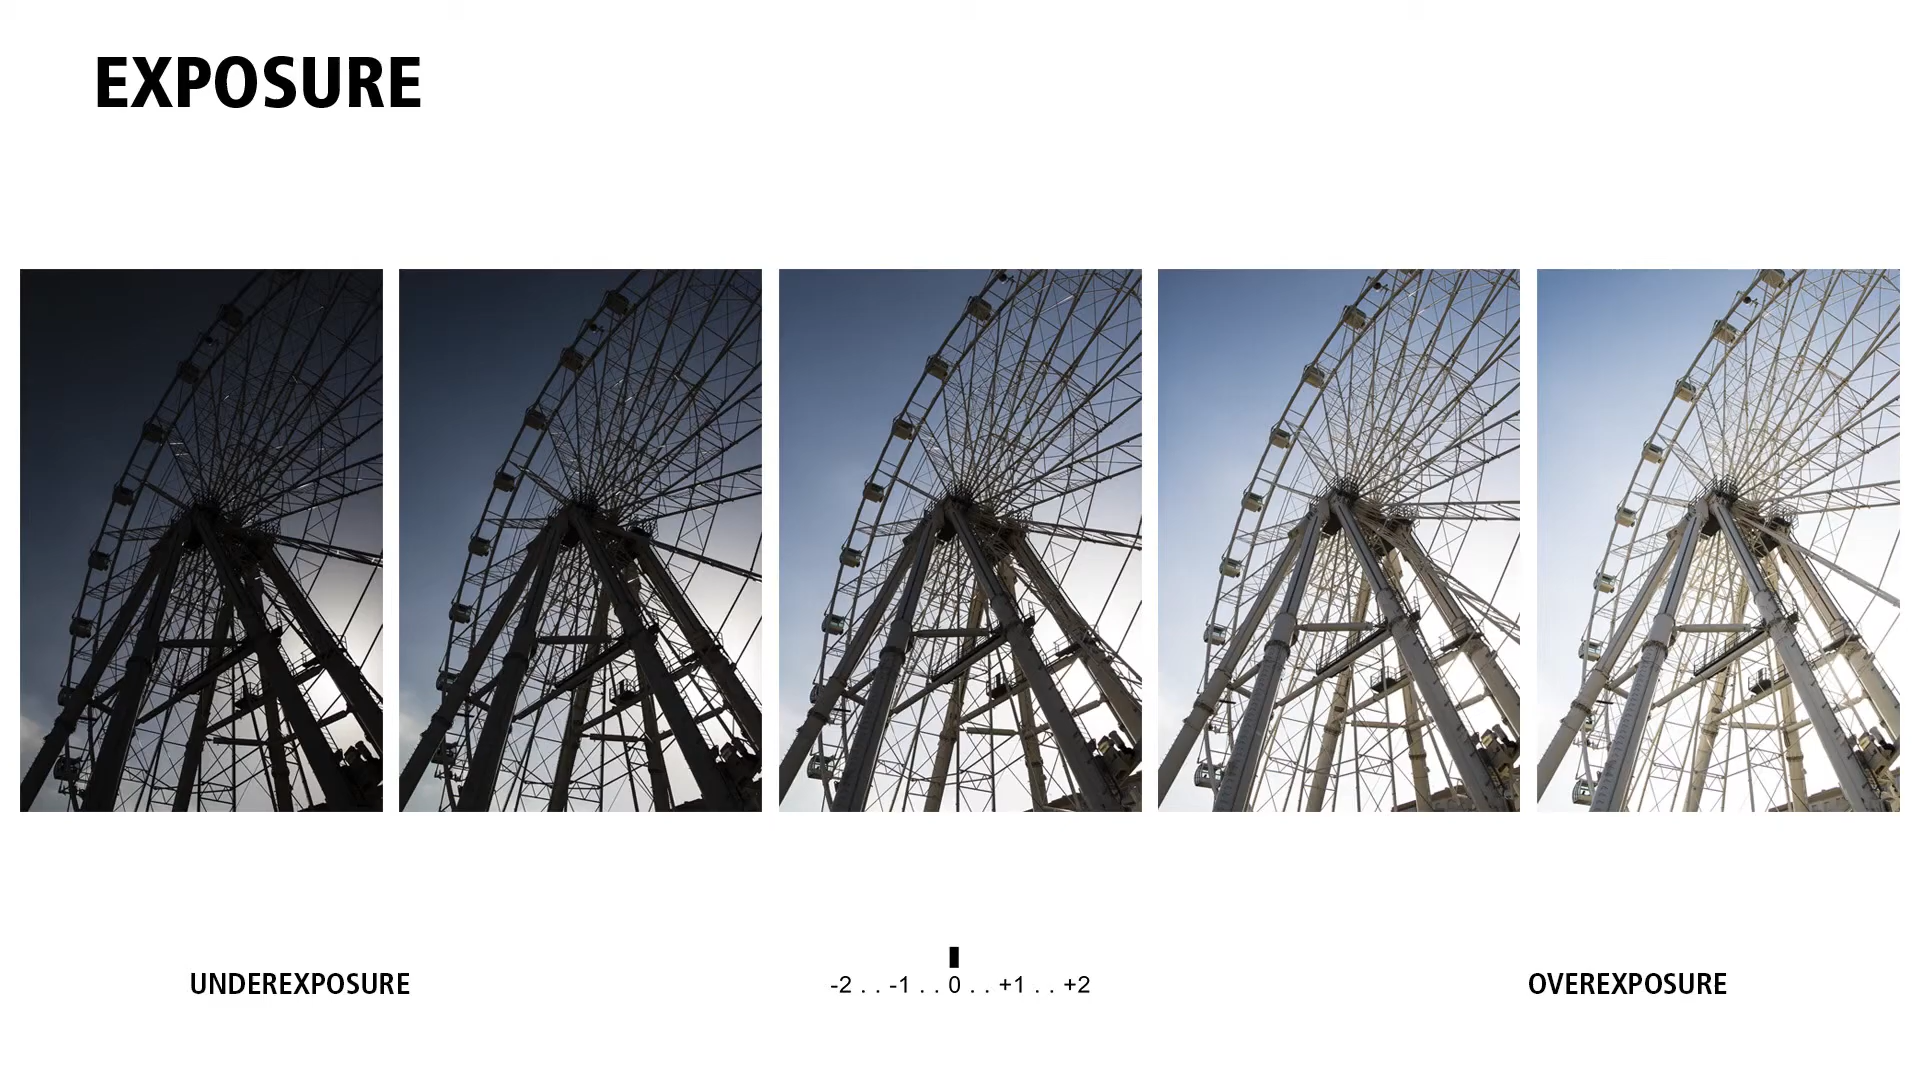 EXPOSURE
UNDEREXPOSURE
-2 . . -1 . . 0 . . +1 . . +2
OVEREXPOSURE